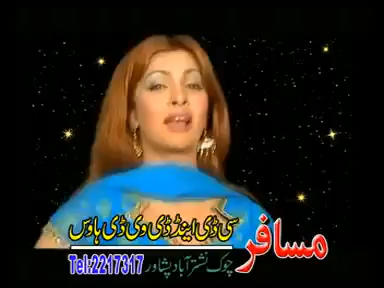 سی ڈی اینڈ ڈی وی ڈی ہاؤس
مسافر
چوک نشتر آباد پشاور
Tel:2217317